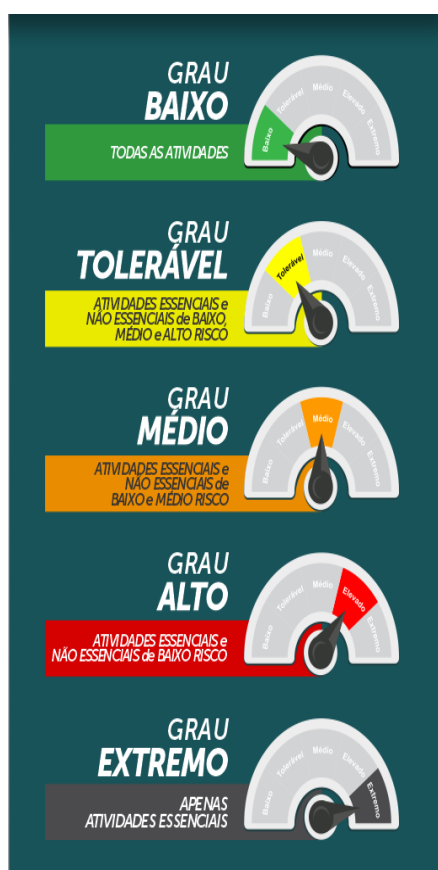 GRAU
BAIXO
TODAS AS ATIVIDADES
Baixo
Tolerável
Médio
Elevado
Extremo
GRAU
TOLERÁVEL
ATIVIDADES ESSENCIAIS e
NÃO ESSENCIAIS de BAIXO,
MÉDIO e ALTO RISCO
Baixo
Tolerável
Médio
Elevado
Extremo
GRAU
MÉDIO
ATIVIDADES ESSENCIAIS e
NÃO ESSENCIAIS de
BAIXO e MÉDIO RISCO
Baixo
Tolerável
Médio
Elevado
Extremo
GRAU
ALTO
ATIVIDADES ESSENCIAIS e
NÃO ESSENCIAIS de BAIXO RISCO
Baixo
Tolerável
Médio
Elevado
Extremo
GRAU
EXTREMO
APENAS
ATIVIDADES ESSENCIAIS
Baixo
Tolerável
Médio
Elevado
Extremo